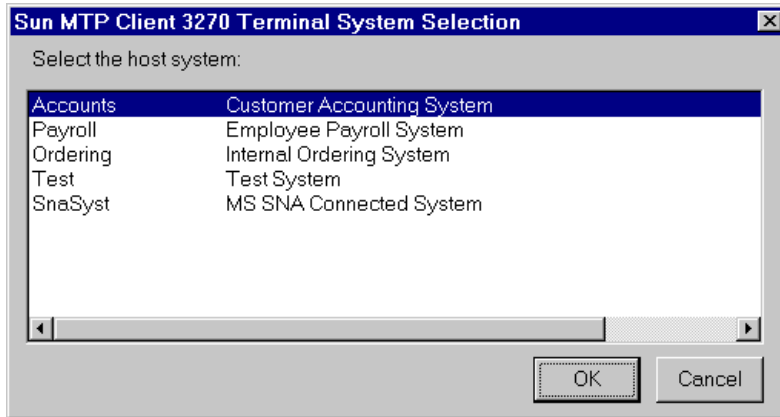 Sun MTP Client 3270 Terminal System Selection
Select the host system:
Accounts Customer Accounting System
Payroll Employee Payroll System
Ordering Internal Ordering System
Test Test System
SnaSyst MS SNA Connected System
OK Cancel